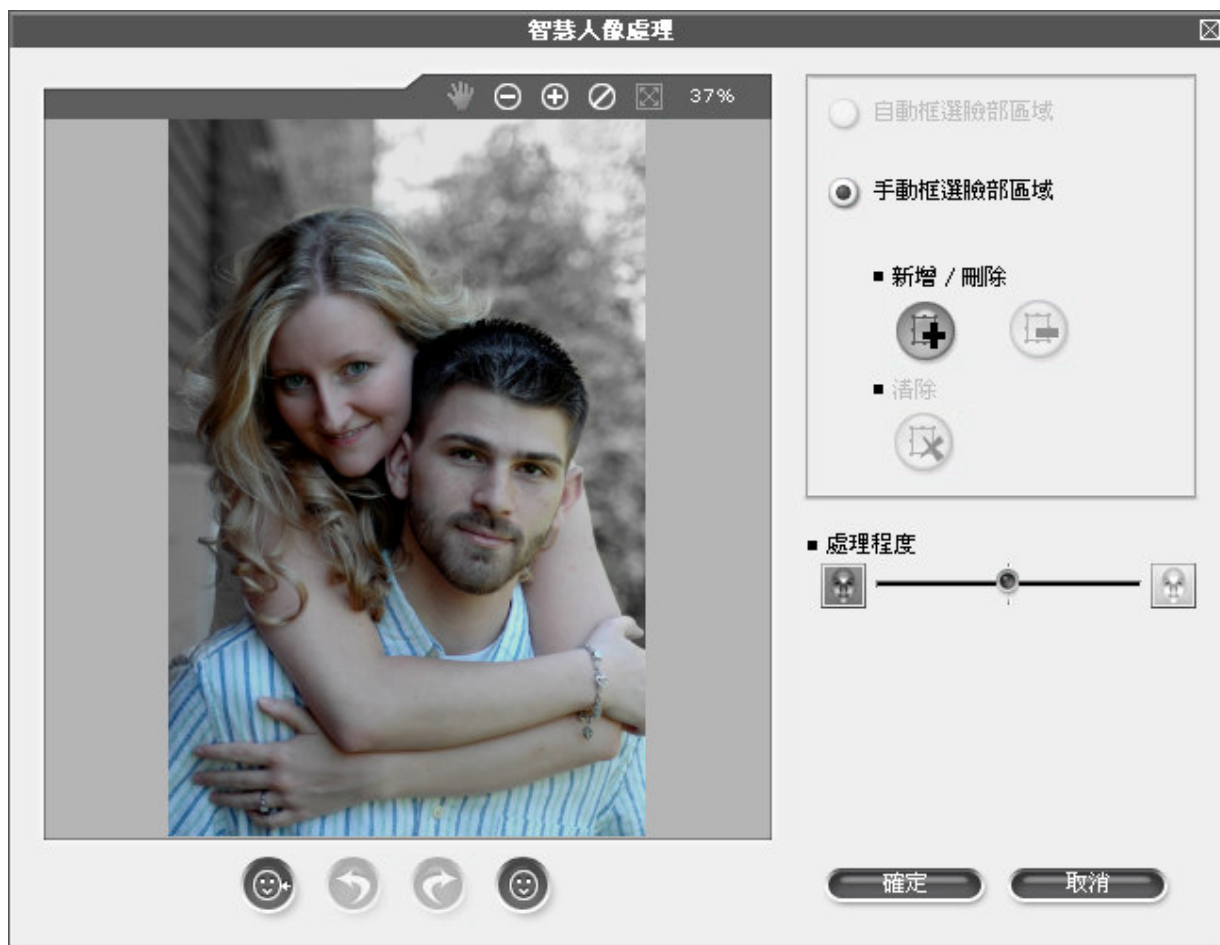 智慧人像處理
37%
自動框選臉部區域
手動框選臉部區域
新增 / 刪除
清除
處理程度
確定
取消